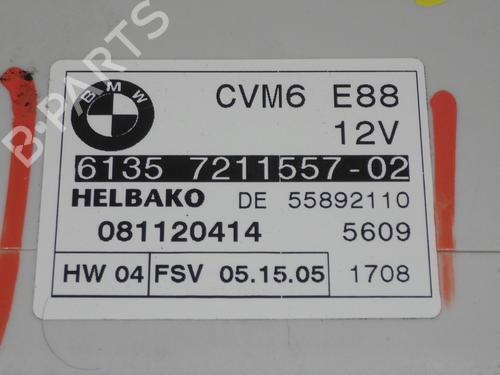 BMW
CVM6 E88
12V
6135 7211557-02
HELBAKO DE 55892110
081120414 5609
HW 04 FSV 05.15.05 1708
B-Parts